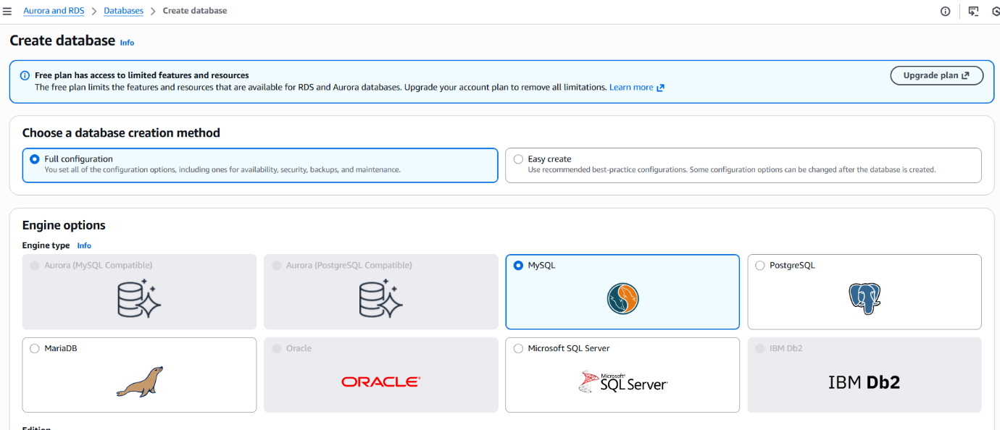 Aurora and RDS > Databases > Create database
Create database Info
Free plan has access to limited features and resources
The free plan limits the features and resources that are available for RDS and Aurora databases. Upgrade your account plan to remove all limitations. Learn more
Upgrade plan
Choose a database creation method
Full configuration
You set all of the configuration options, including ones for availability, security, backups, and maintenance.
Easy create
Use recommended best-practice configurations. Some configuration options can be changed after the database is created.
Engine options
Engine type Info
Aurora (MySQL Compatible)
Aurora (PostgreSQL Compatible)
MySQL
PostgreSQL
MariaDB
Oracle
ORACLE
Microsoft SQL Server
Microsoft
SQL Server
IBM Db2
IBM Db2
Edition